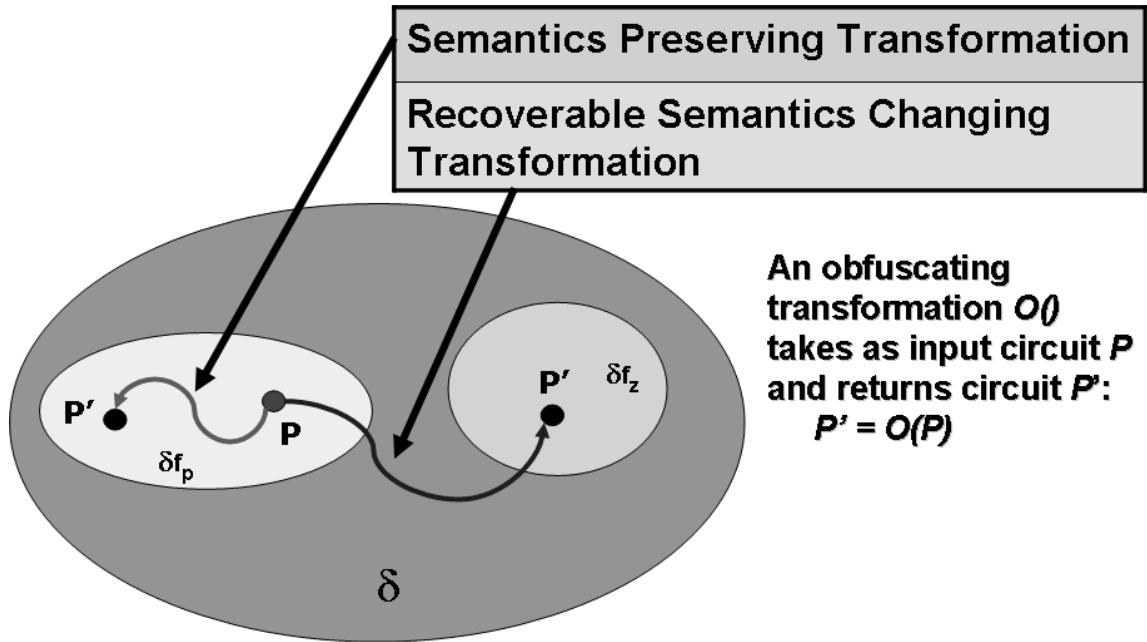 Semantics Preserving Transformation
Recoverable Semantics Changing
Transformation
An obfuscating
transformation O()
takes as input circuit P
and returns circuit P':
P' = O(P)
P'
P
δfp
P'
δfz
δ